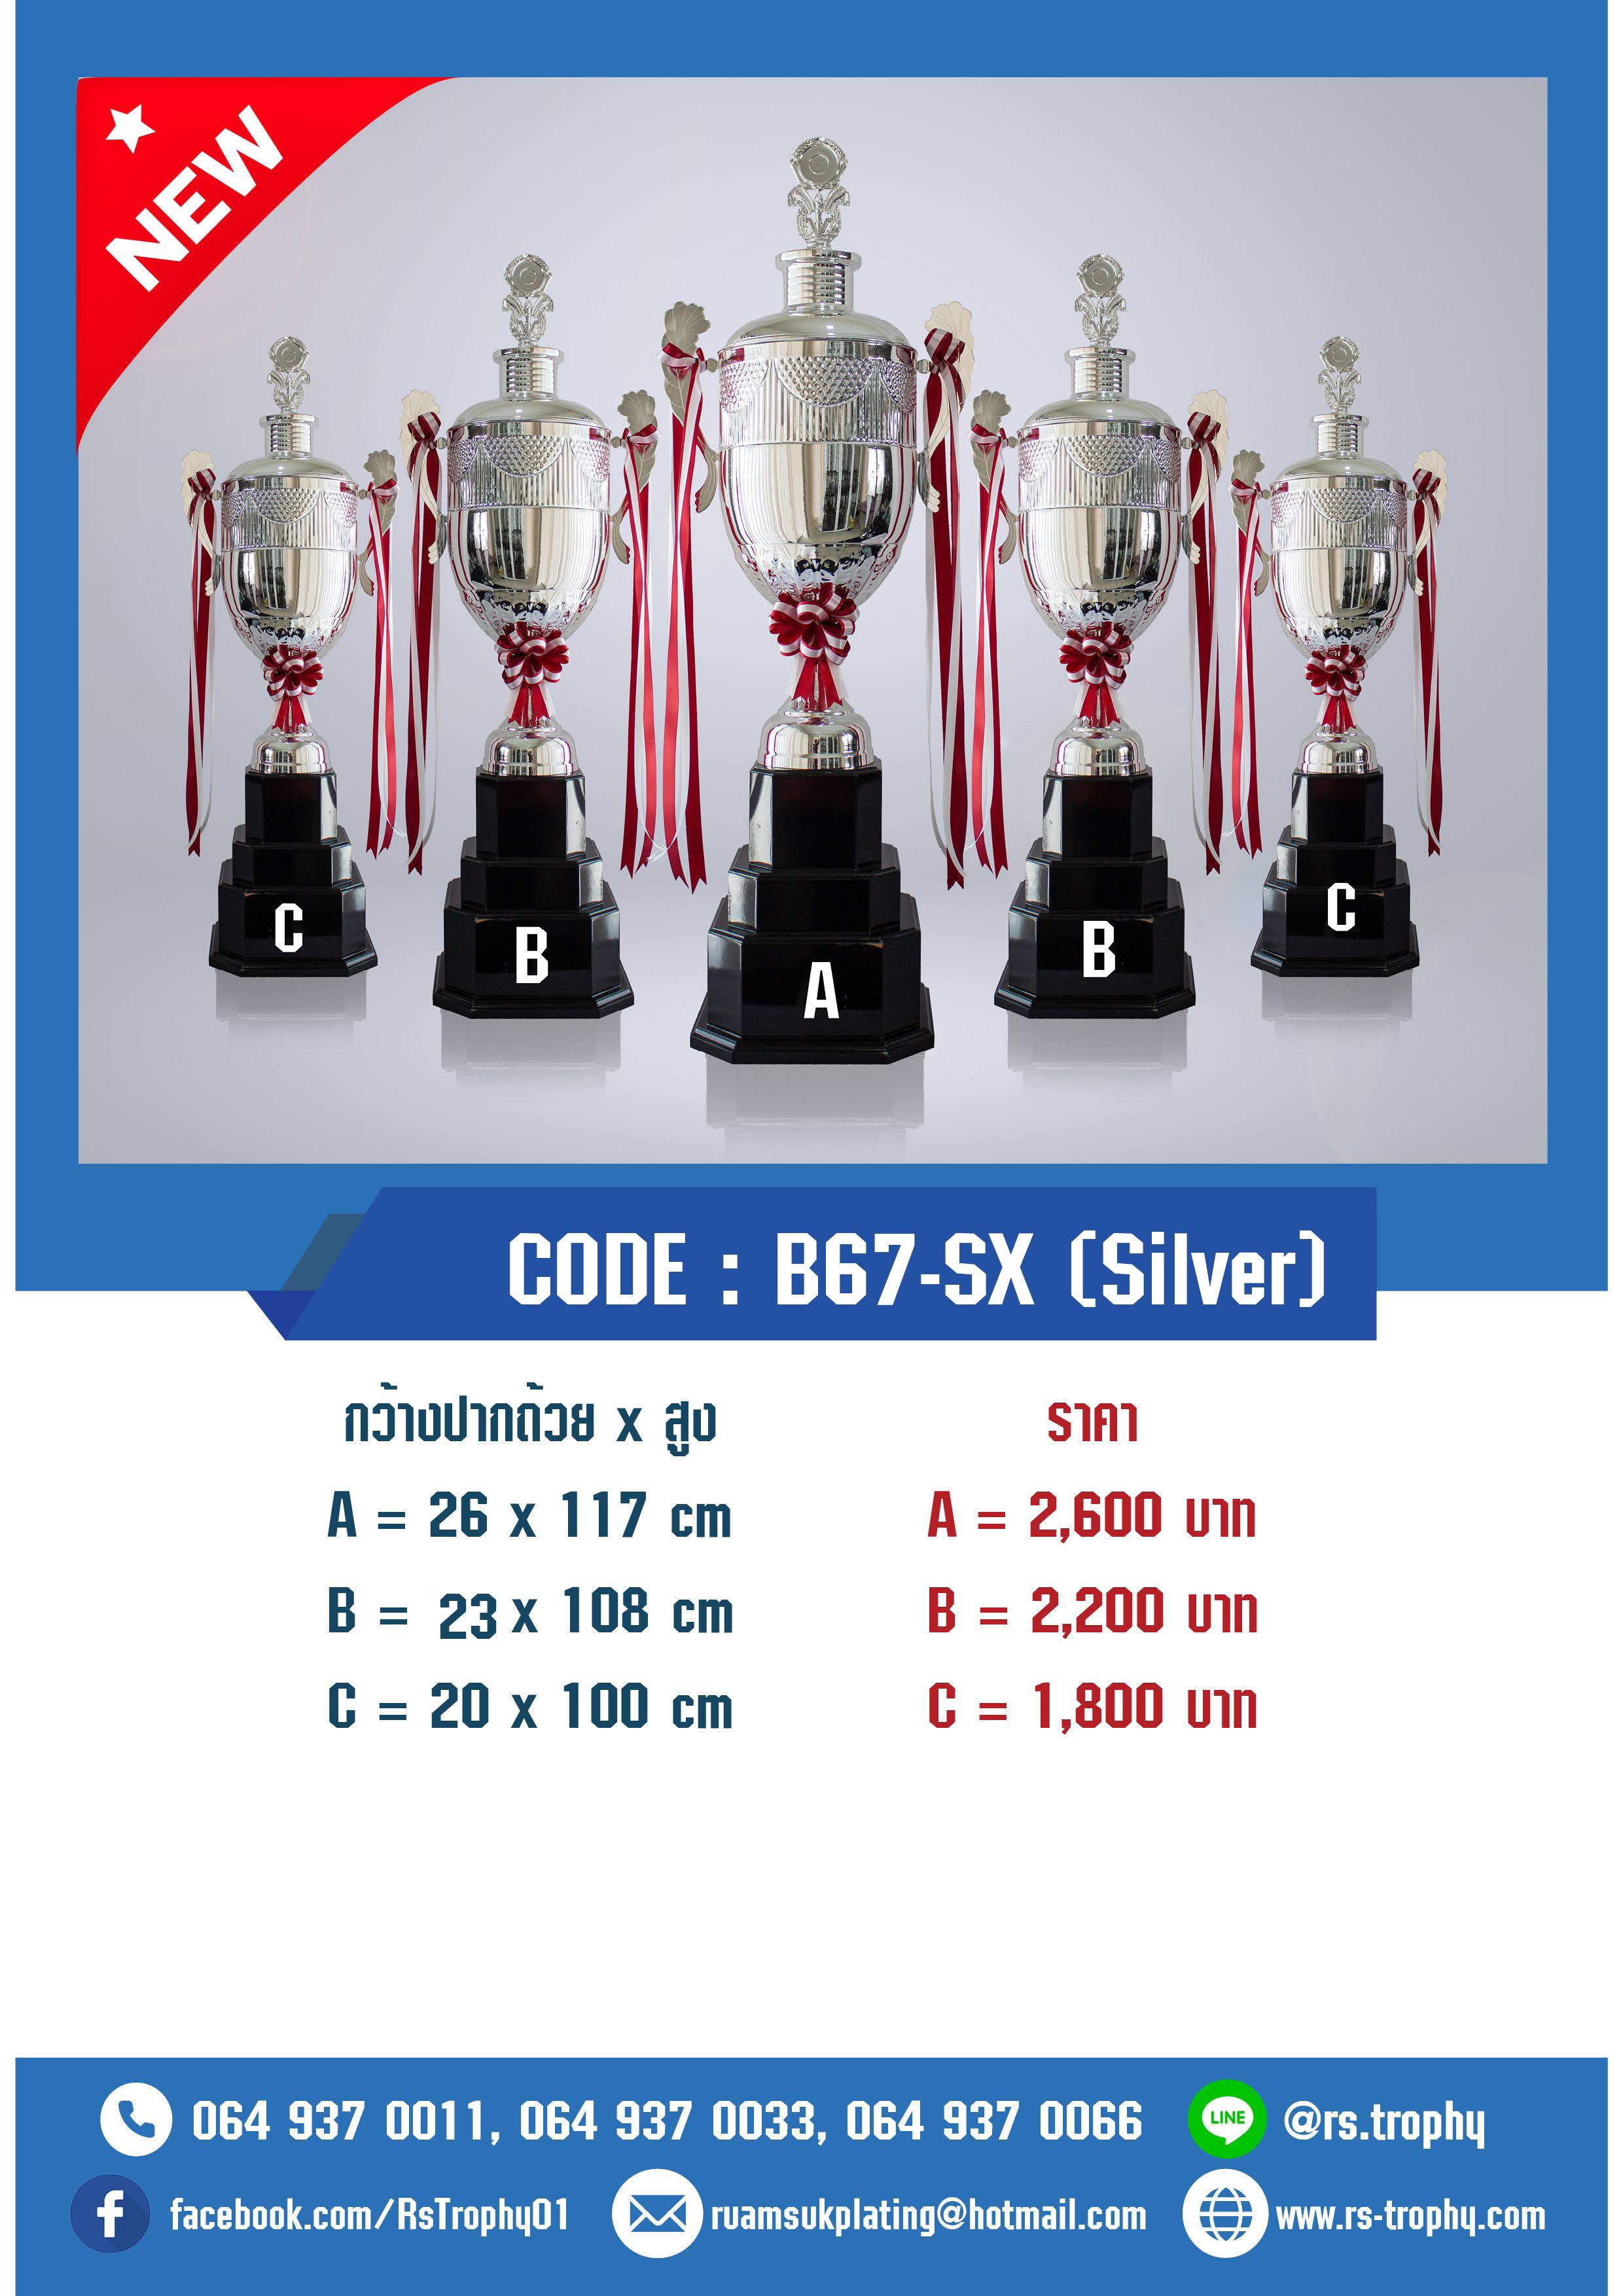 NEW
C B A B C
CODE : B67-SX (Silver)
กว้างปากถ้วย x สูง
A = 26 x 117 cm
B = 23 x 108 cm
C = 20 x 100 cm
ราคา
A = 2,600 บาท
B = 2,200 บาท
C = 1,800 บาท
064 937 0011, 064 937 0033, 064 937 0066
LINE @rs.trophy
facebook.com/RsTrophy01
ruamsukplating@hotmail.com
www.rs-trophy.com